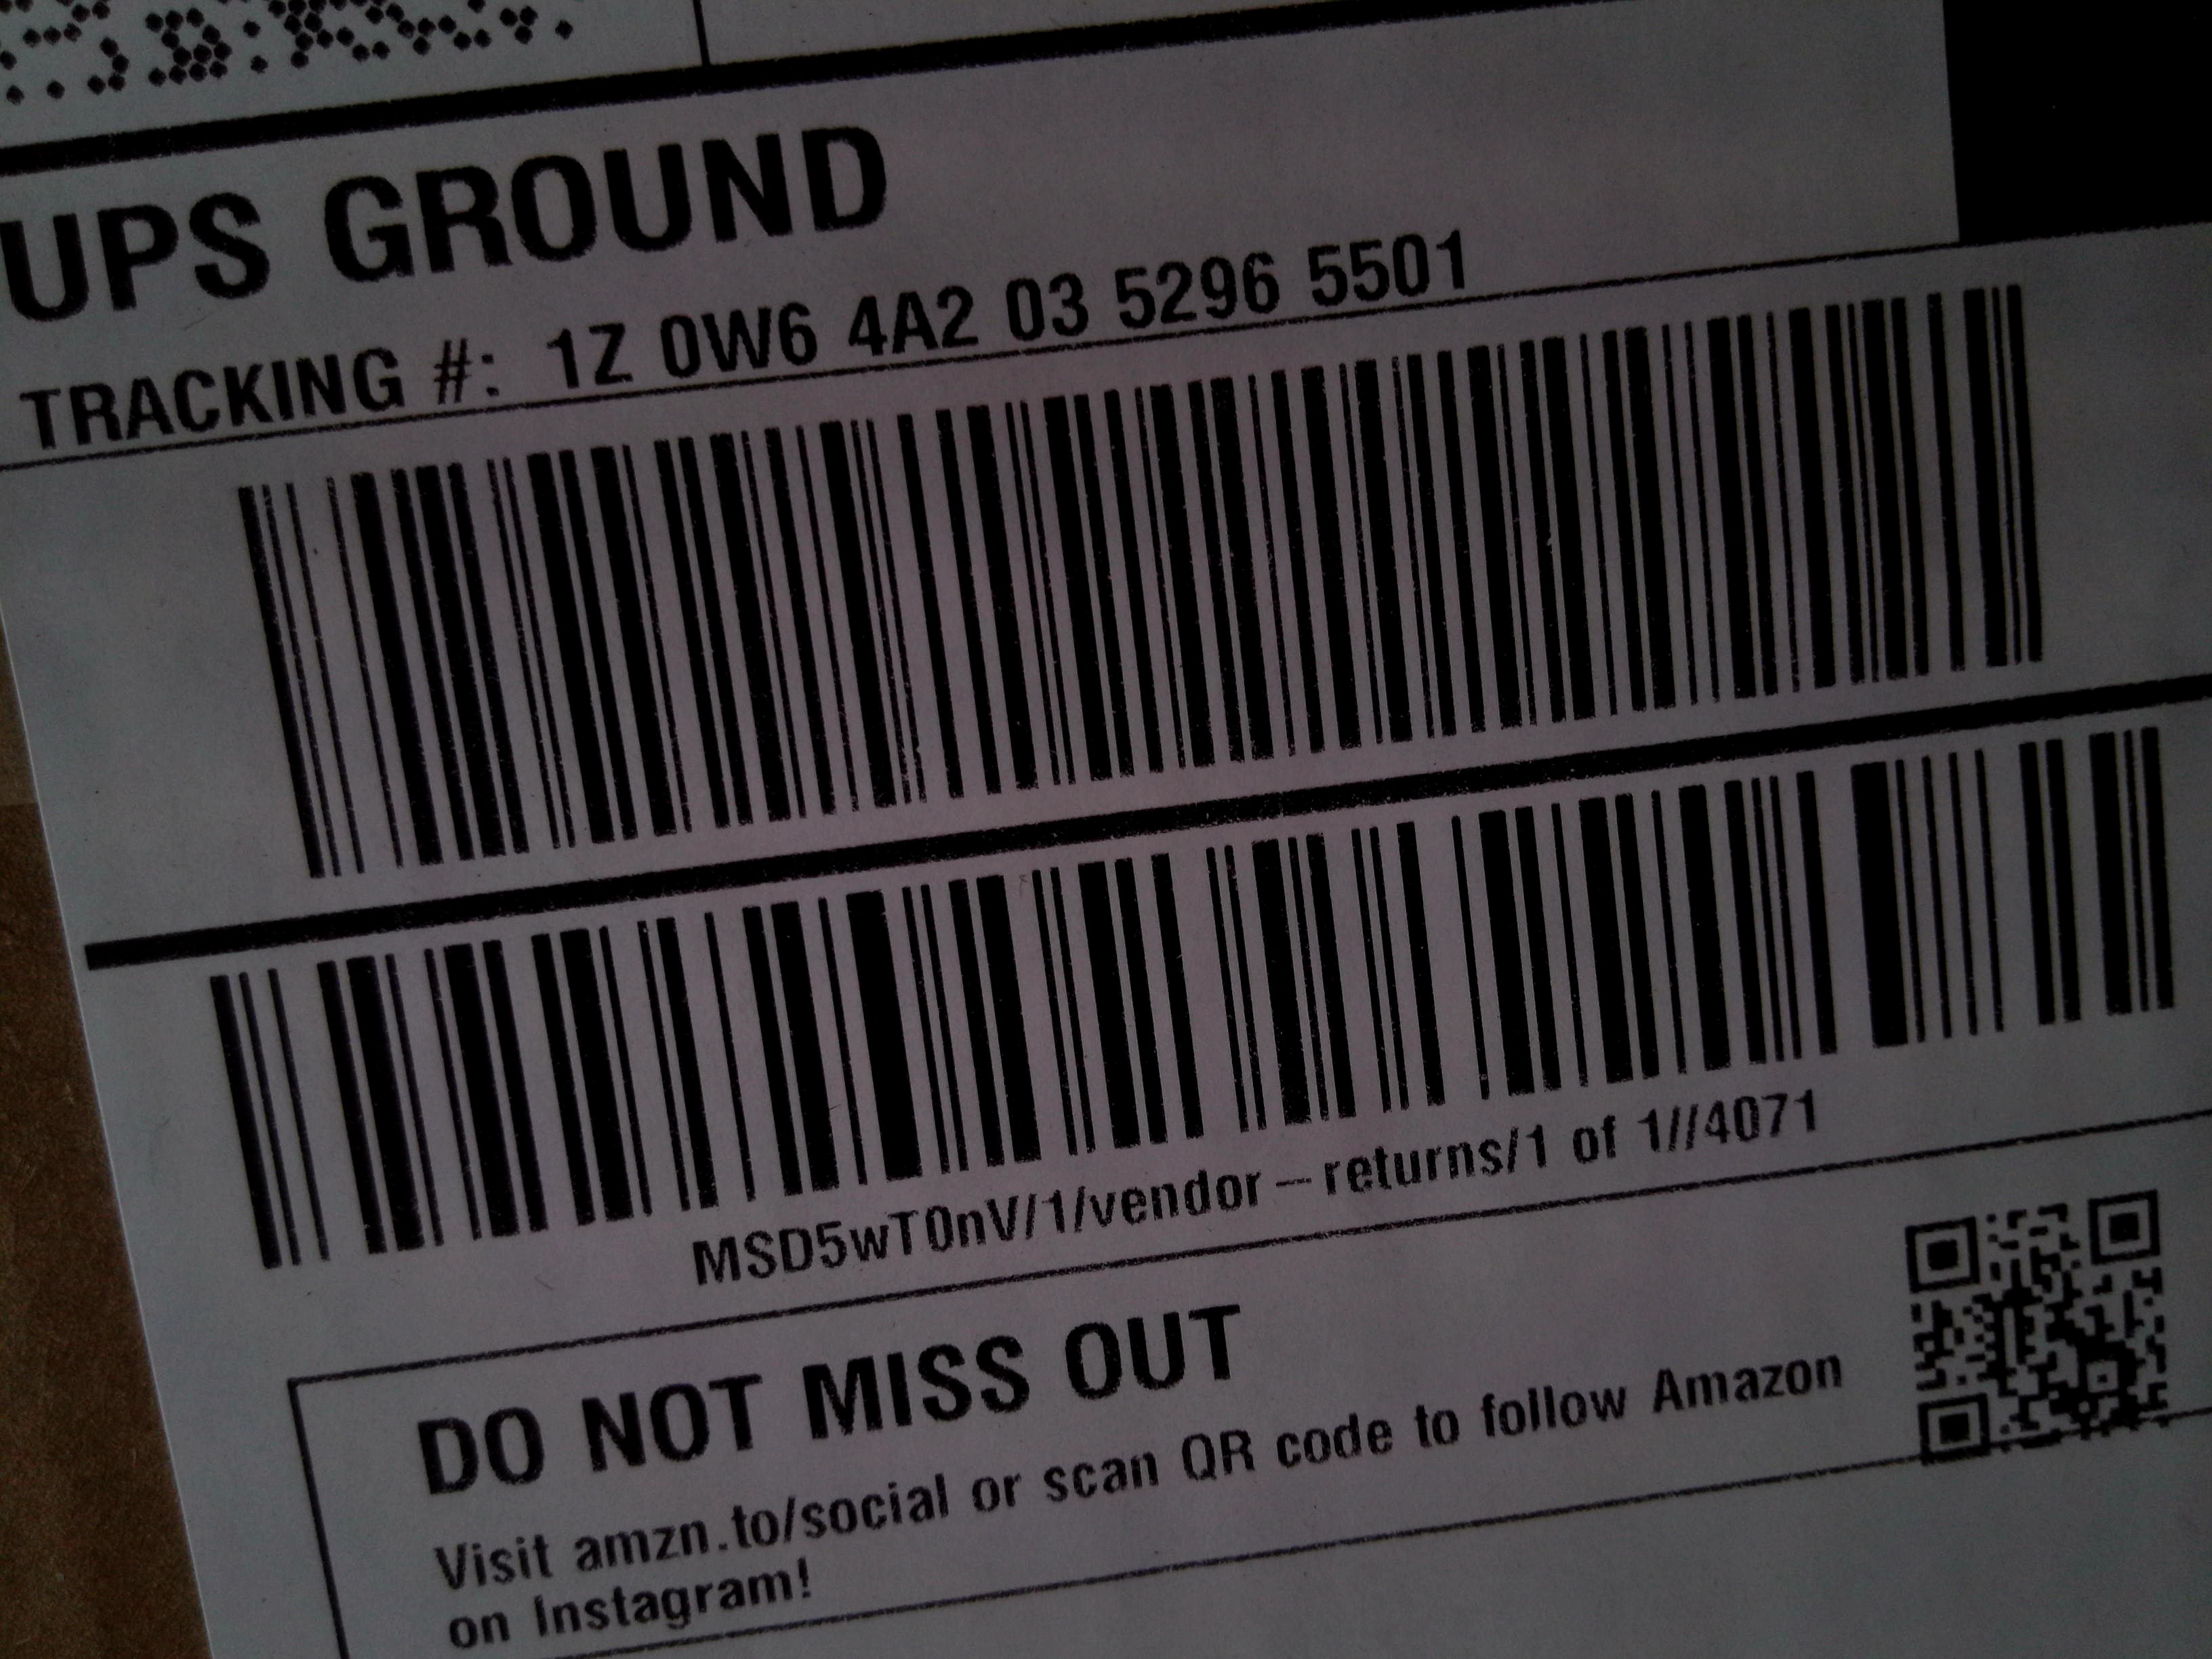 UPS GROUND
TRACKING #: 1Z 0W6 4A2 03 5296 5501
MSD5wT0nV/1/vendor-returns/1 of 1//4071
DO NOT MISS OUT
Visit amzn.to/social or scan QR code to follow Amazon
on Instagram!